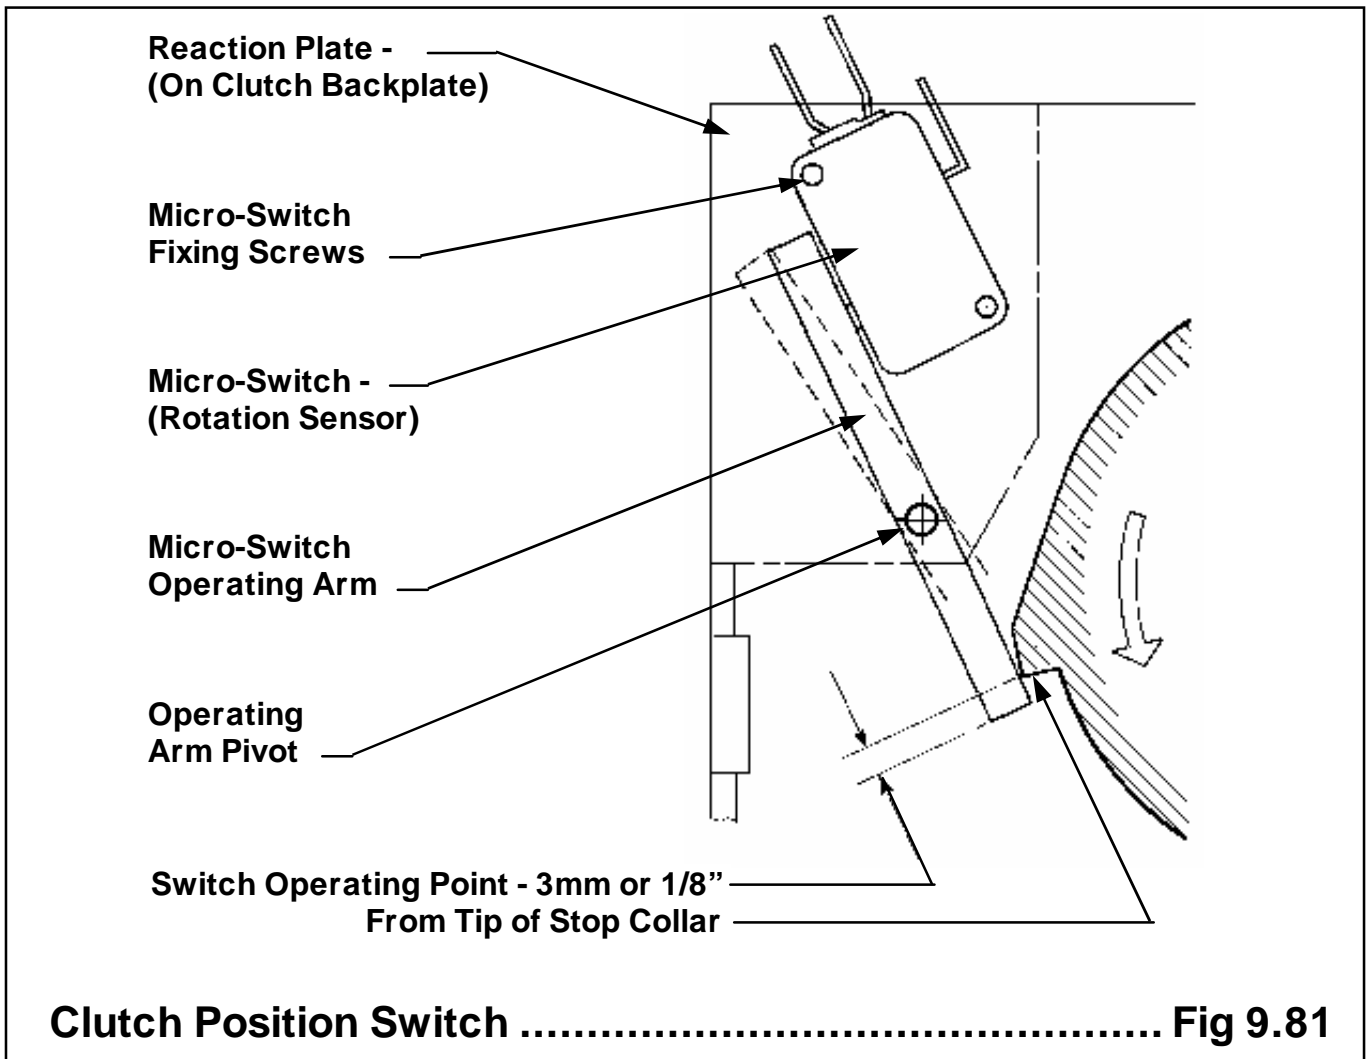 Reaction Plate -
(On Clutch Backplate)
Micro-Switch
Fixing Screws
Micro-Switch -
(Rotation Sensor)
Micro-Switch
Operating Arm
Operating
Arm Pivot
Switch Operating Point - 3mm or 1/8”
From Tip of Stop Collar
Clutch Position Switch ................................................ Fig 9.81